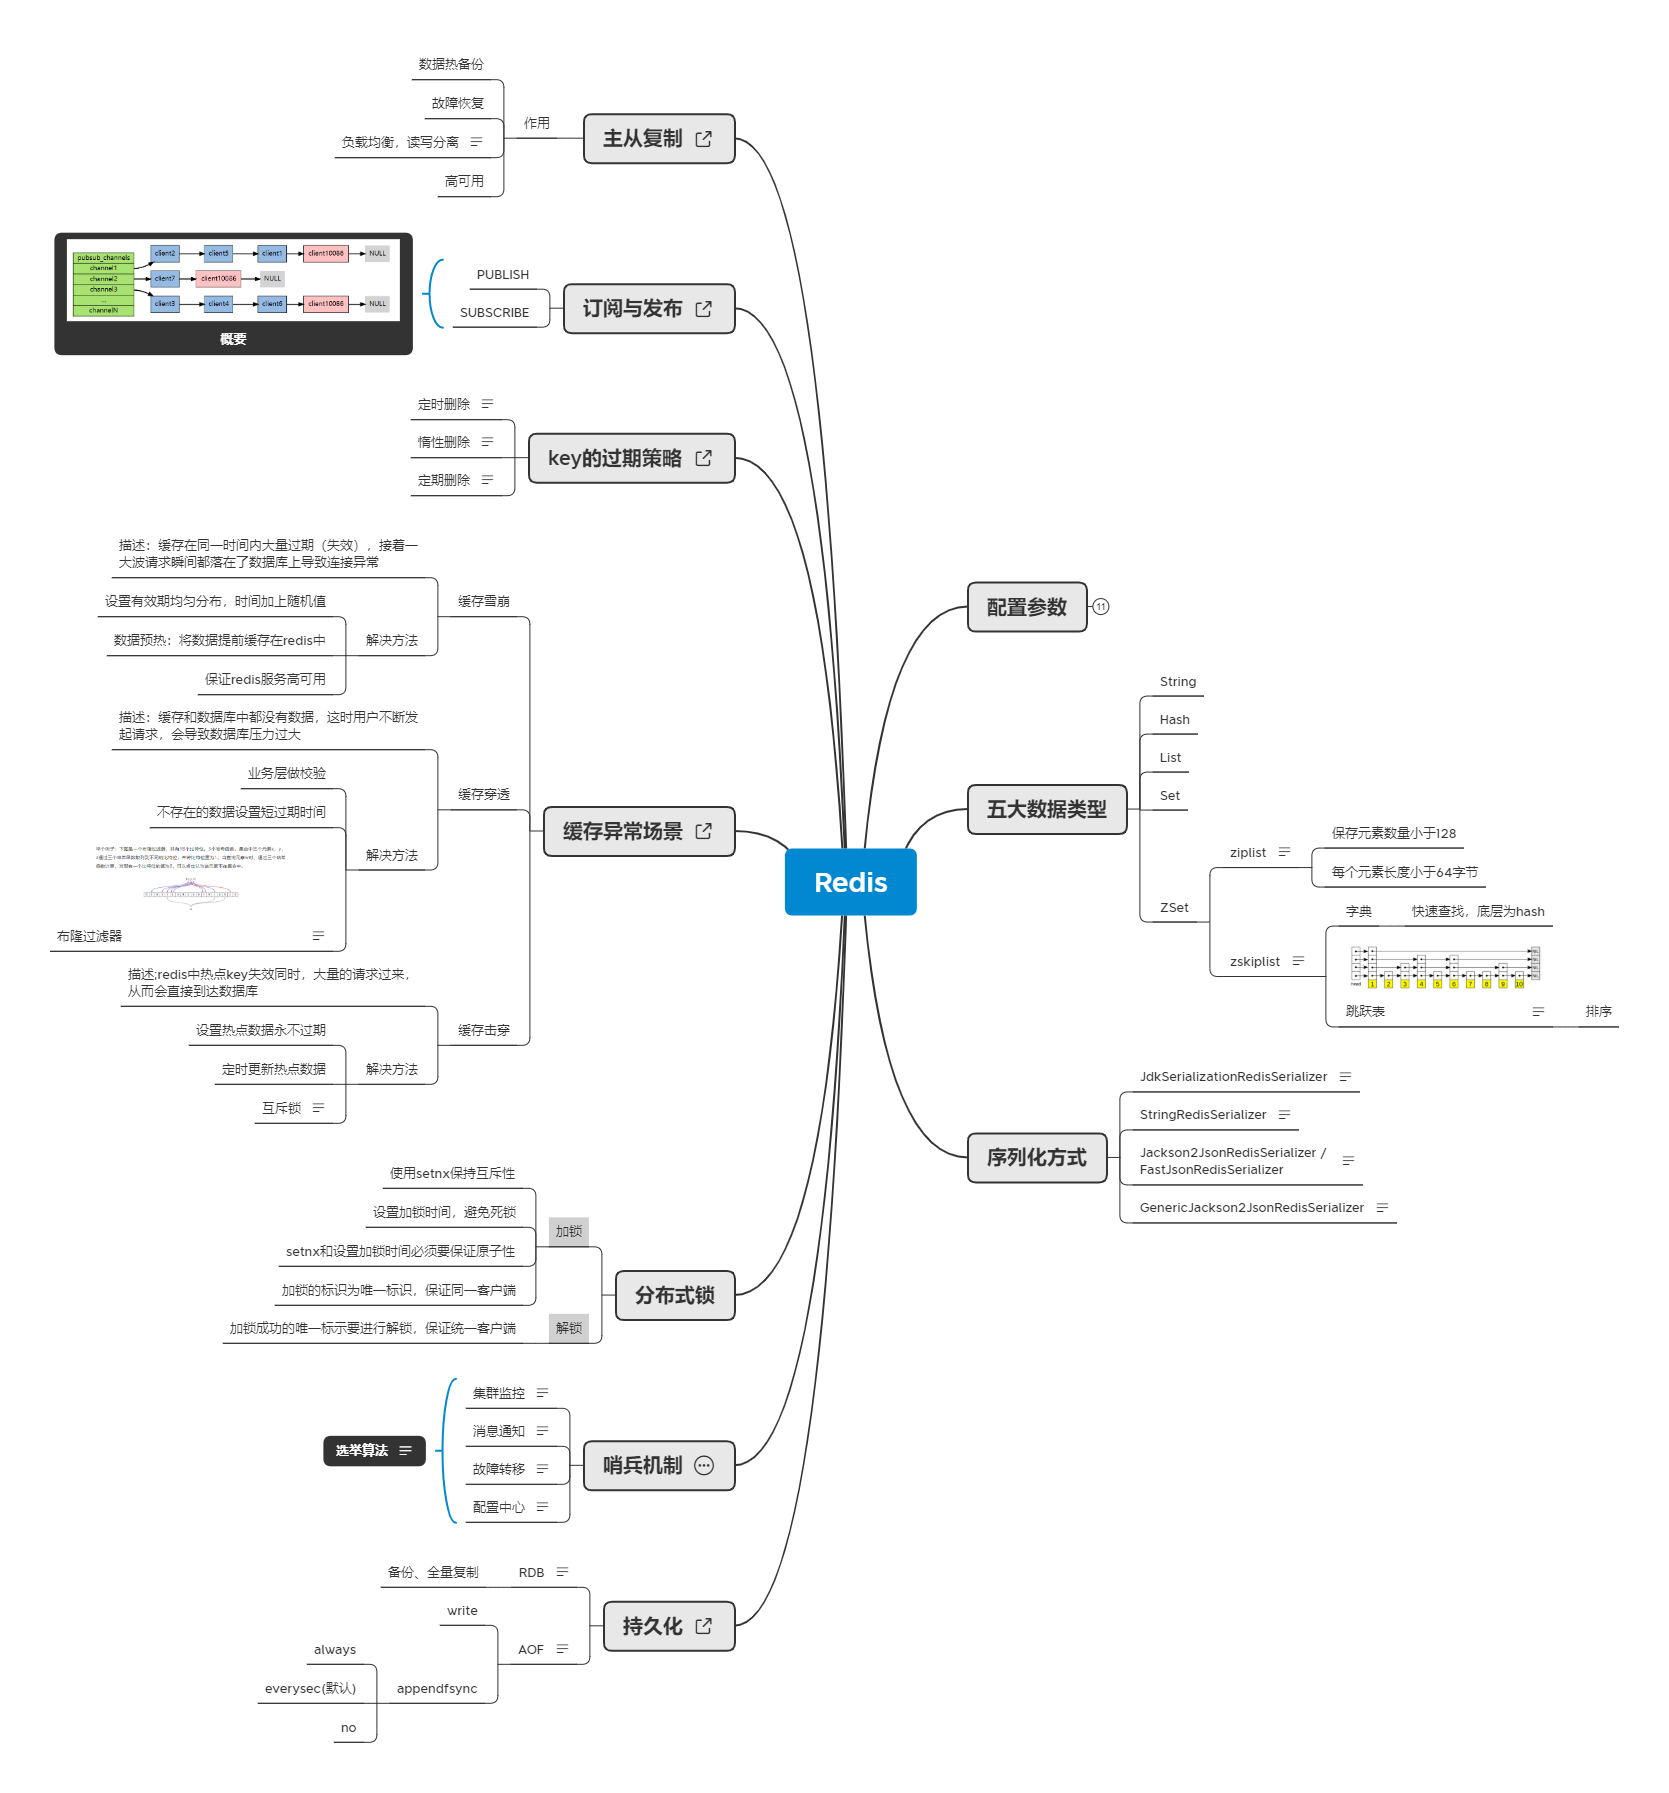 Redis
主从复制
作用
数据热备份
故障恢复
负载均衡，读写分离
高可用
订阅与发布
PUBLISH
SUBSCRIBE
pubsub_channels
channel1
channel2
channel3
...
channelN
client2
client5
client1
client10086
NULL
client7
client10086
NULL
client3
client4
client6
client10086
NULL
概要
key的过期策略
定时删除
惰性删除
定期删除
缓存异常场景
缓存雪崩
描述：缓存在同一时间内大量过期（失效），接着一
大波请求瞬间都落在了数据库上导致连接异常
解决方法
设置有效期均匀分布，时间加上随机值
数据预热：将数据提前缓存在redis中
保证redis服务高可用
缓存穿透
描述：缓存和数据库中都没有数据，这时用户不断发
起请求，会导致数据库压力过大
解决方法
业务层做校验
不存在的数据设置短过期时间
布隆过滤器
缓存击穿
描述;redis中热点key失效同时，大量的请求过来，
从而会直接到达数据库
解决方法
设置热点数据永不过期
定时更新热点数据
互斥锁
分布式锁
加锁
使用setnx保持互斥性
设置加锁时间，避免死锁
setnx和设置加锁时间必须要保证原子性
加锁的标识为唯一标识，保证同一客户端
解锁
加锁成功的唯一标示要进行解锁，保证统一客户端
哨兵机制
集群监控
消息通知
故障转移
配置中心
选举算法
持久化
RDB
备份、全量复制
AOF
write
appendfsync
always
everysec(默认)
no
配置参数
11
五大数据类型
String
Hash
List
Set
ZSet
ziplist
保存元素数量小于128
每个元素长度小于64字节
zskiplist
字典
快速查找，底层为hash
head
1
2
3
4
5
6
7
8
9
10
跳跃表
排序
序列化方式
JdkSerializationRedisSerializer
StringRedisSerializer
Jackson2JsonRedisSerializer /
FastJsonRedisSerializer
GenericJackson2JsonRedisSerializer